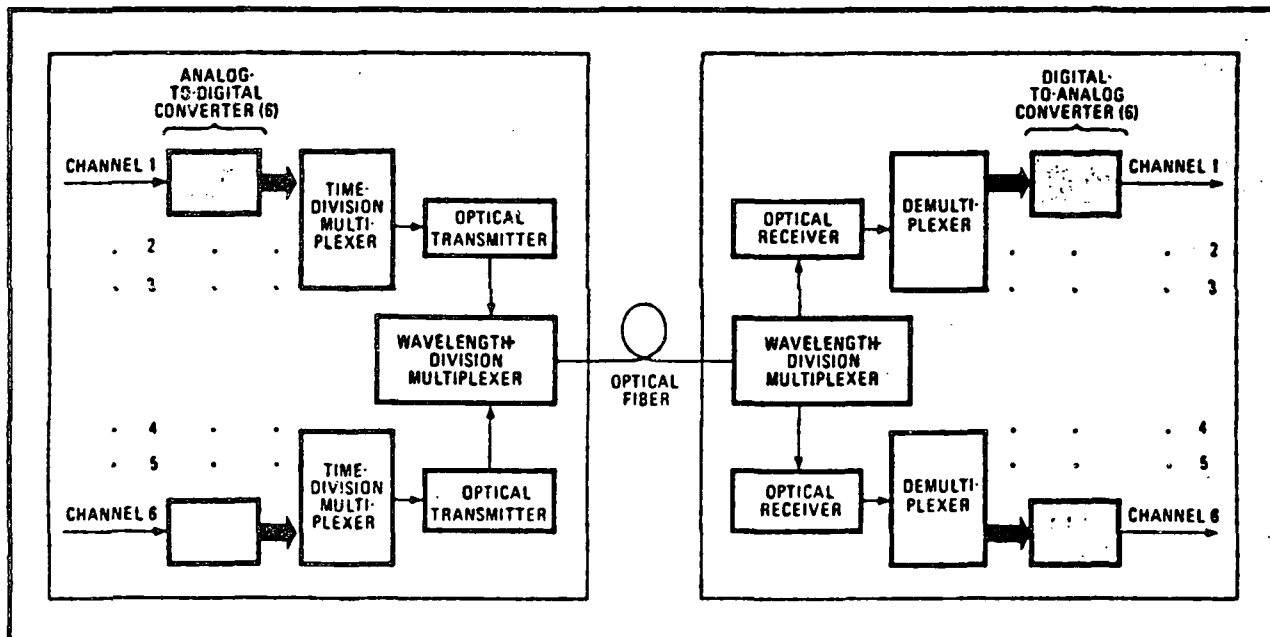 ANALOG-
TO-DIGITAL
CONVERTER (6)
CHANNEL 1
2
3
4
5
CHANNEL 6
TIME-
DIVISION
MULTI-
PLEXER
OPTICAL
TRANSMITTER
WAVELENGTH-
DIVISION
MULTIPLEXER
TIME-
DIVISION
MULTI-
PLEXER
OPTICAL
TRANSMITTER
OPTICAL
FIBER
DIGITAL-
TO-ANALOG
CONVERTER (6)
OPTICAL
RECEIVER
DEMULTI-
PLEXER
WAVELENGTH-
DIVISION
MULTIPLEXER
OPTICAL
RECEIVER
DEMULTI-
PLEXER
CHANNEL 1
2
3
4
5
CHANNEL 6